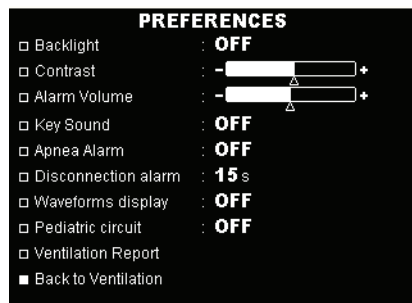 PREFERENCES
Backlight : OFF
Contrast : - +
Alarm Volume : - +
Key Sound : OFF
Apnea Alarm : OFF
Disconnection alarm : 15 s
Waveforms display : OFF
Pediatric circuit : OFF
Ventilation Report
Back to Ventilation